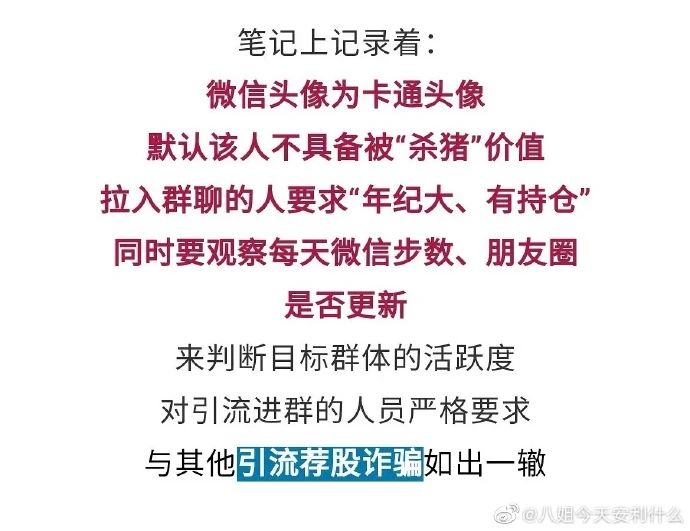 笔记上记录着：
微信头像为卡通头像
默认该人不具备被“杀猪”价值
拉入群聊的人要求“年纪大、有持仓”
同时要观察每天微信步数、朋友圈
是否更新
来判断目标群体的活跃度
对引流进群的人员严格要求
与其他引流荐股诈骗如出一辙
@八姐今天安利什么